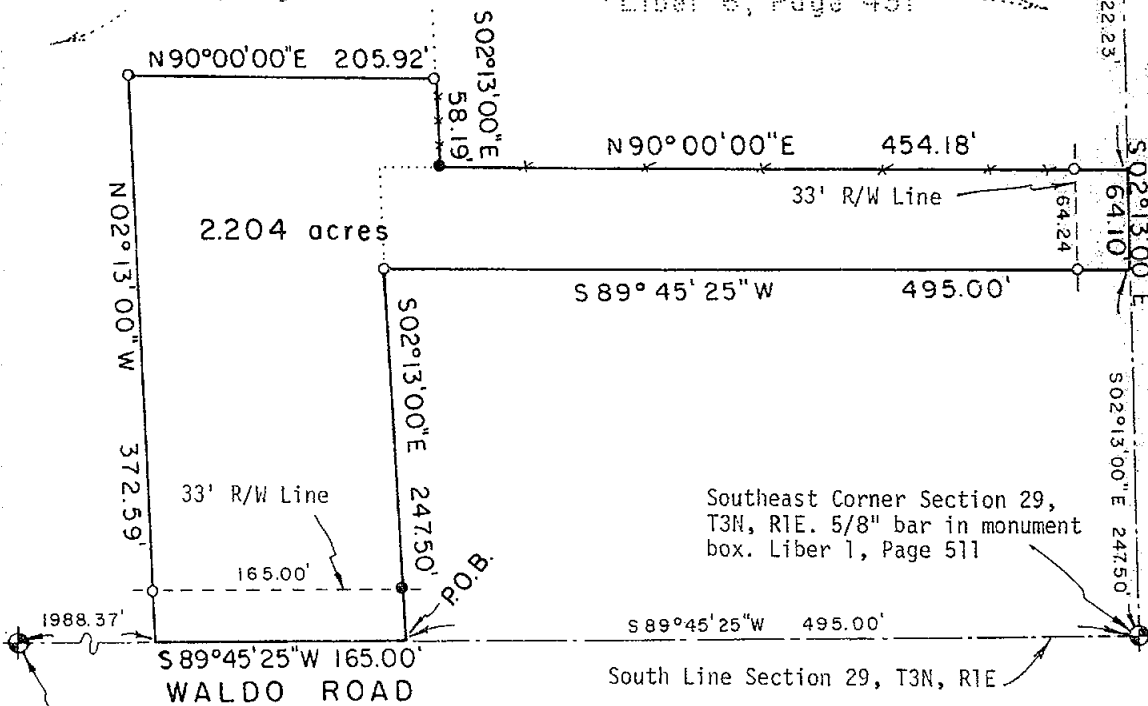 Liber 6, Page 451
22.23'
N90°00'00"E 205.92'
S02°13'00"E
58.19'
N90°00'00"E 454.18'
33' R/W Line
64.24
64.10'
S02°13'00"E
2.204 acres
N02°13'00"W 372.59'
S89°45'25"W 495.00'
S02°13'00"E 247.50'
S02°13'00"E 247.50'
33' R/W Line
165.00'
Southeast Corner Section 29,
T3N, R1E. 5/8" bar in monument
box. Liber 1, Page 511
P.O.B.
1988.37'
S89°45'25"W 495.00'
S89°45'25"W 165.00'
South Line Section 29, T3N, R1E
WALDO ROAD